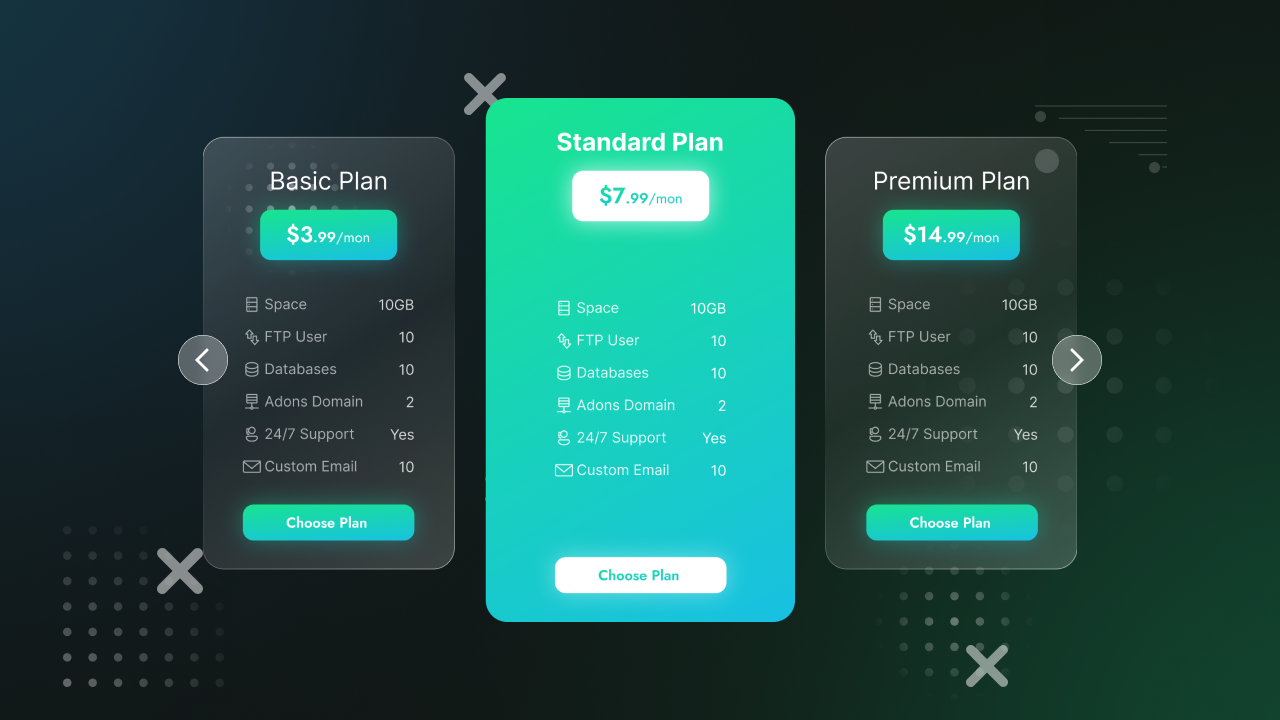 Basic Plan
$3.99/mon
Space 10GB
FTP User 10
Databases 10
Adons Domain 2
24/7 Support Yes
Custom Email 10
Choose Plan
Standard Plan
$7.99/mon
Space 10GB
FTP User 10
Databases 10
Adons Domain 2
24/7 Support Yes
Custom Email 10
Choose Plan
Premium Plan
$14.99/mon
Space 10GB
FTP User 10
Databases 10
Adons Domain 2
24/7 Support Yes
Custom Email 10
Choose Plan